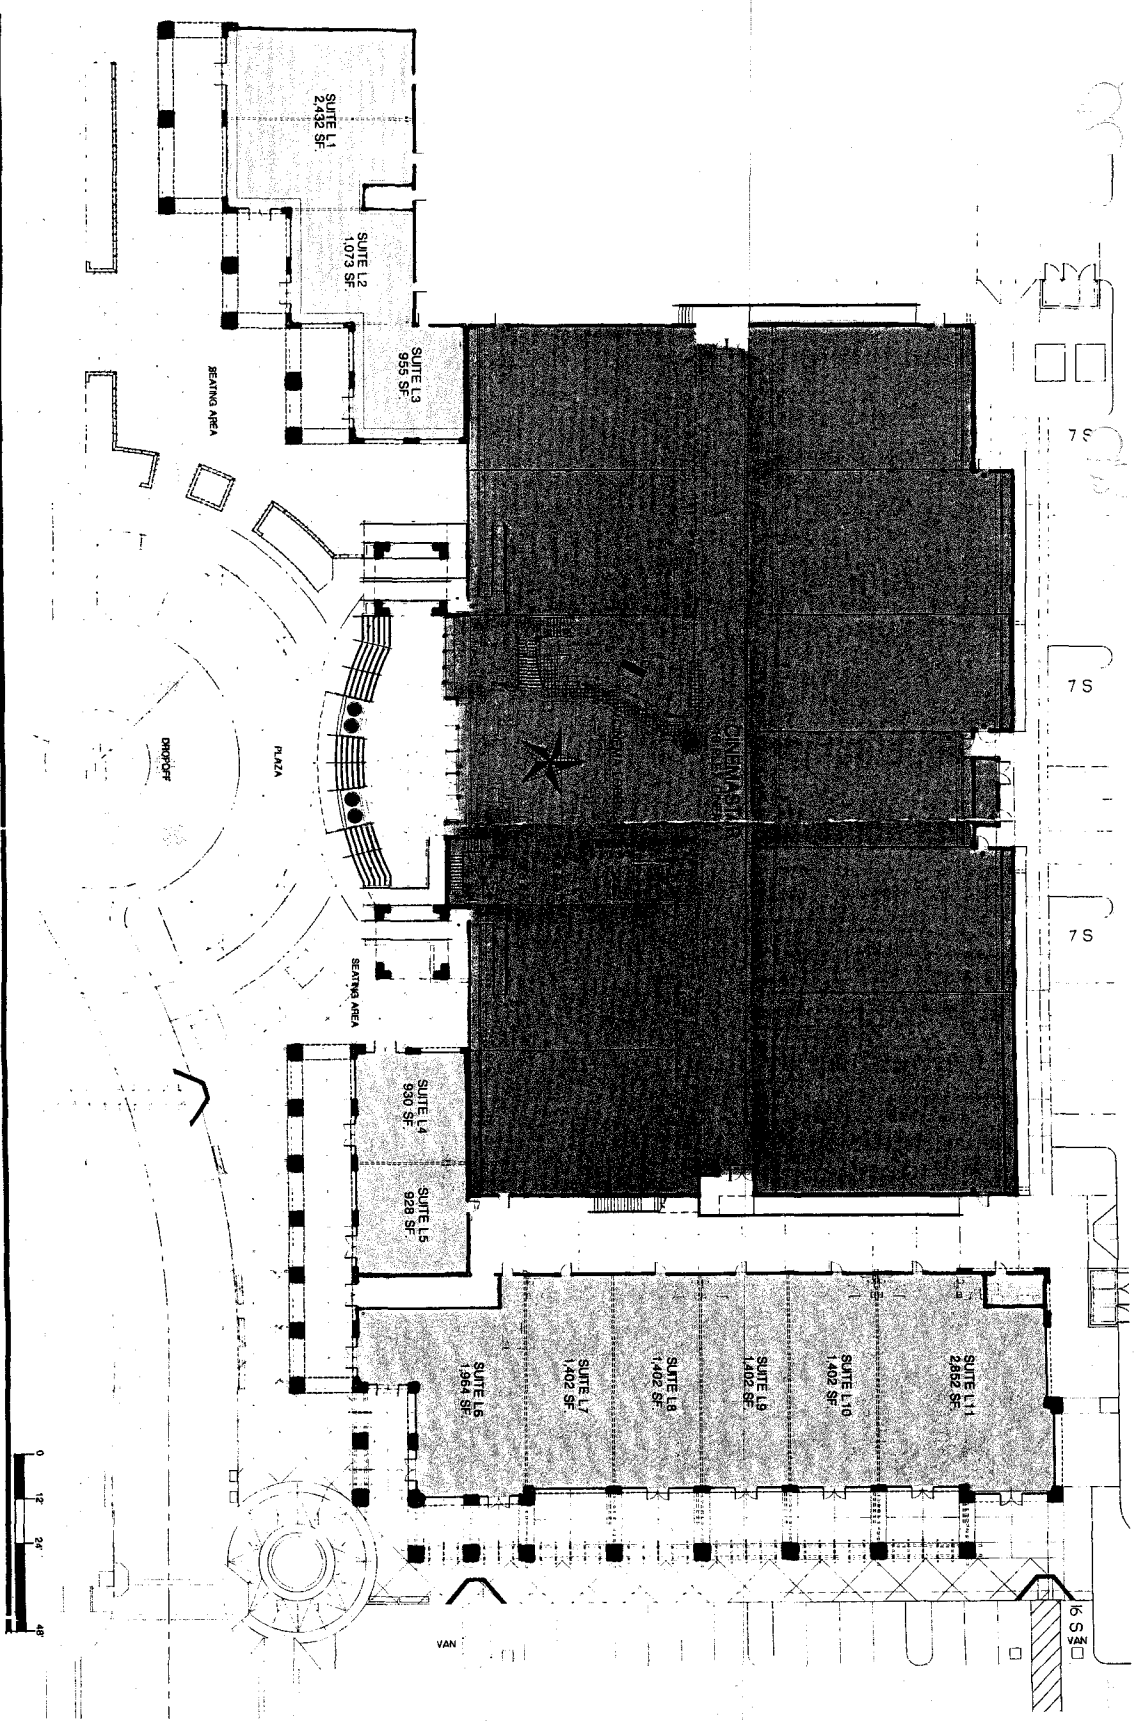 SUITE L1
2,432 SF.
SUITE L2
1,073 SF.
SUITE L3
955 SF
SEATING AREA
7 S
7 S
7 S
DROPOFF
PLAZA
SEATING AREA
SUITE L4
930 SF.
SUITE L5
928 SF.
SUITE L6
1,964 SF.
SUITE L7
1,402 SF.
SUITE L8
1,402 SF.
SUITE L9
1,402 SF.
SUITE L10
1,402 SF.
SUITE L11
2,852 SF.
0
12
24'
48'
VAN
16 S
VAN